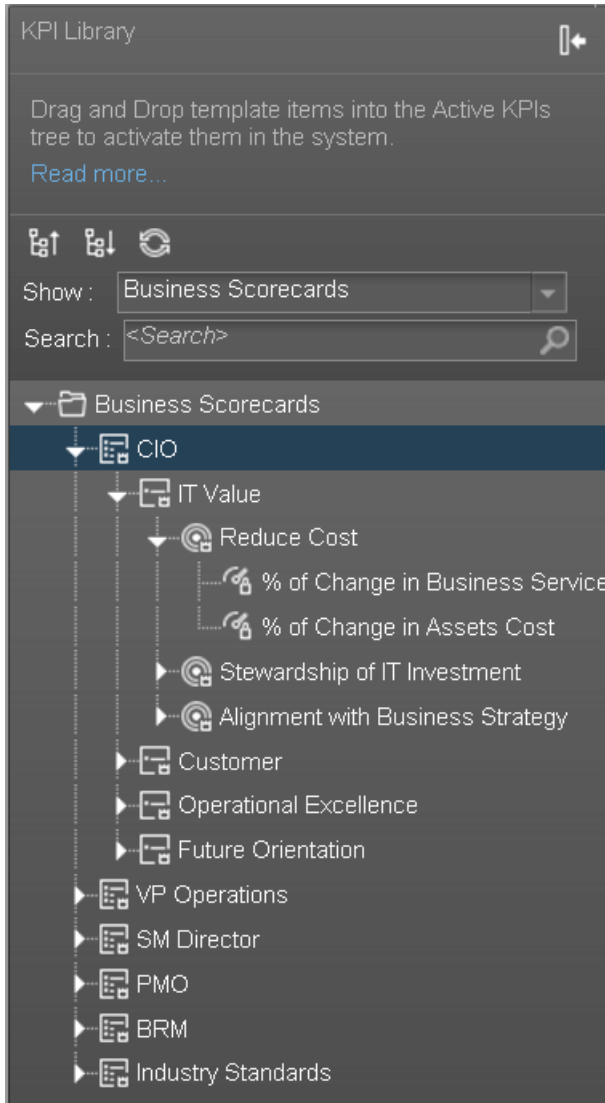 KPI Library
Drag and Drop template items into the Active KPIs
tree to activate them in the system.
Read more...
Show : Business Scorecards
Search : <Search>
Business Scorecards
CIO
IT Value
Reduce Cost
% of Change in Business Service
% of Change in Assets Cost
Stewardship of IT Investment
Alignment with Business Strategy
Customer
Operational Excellence
Future Orientation
VP Operations
SM Director
PMO
BRM
Industry Standards